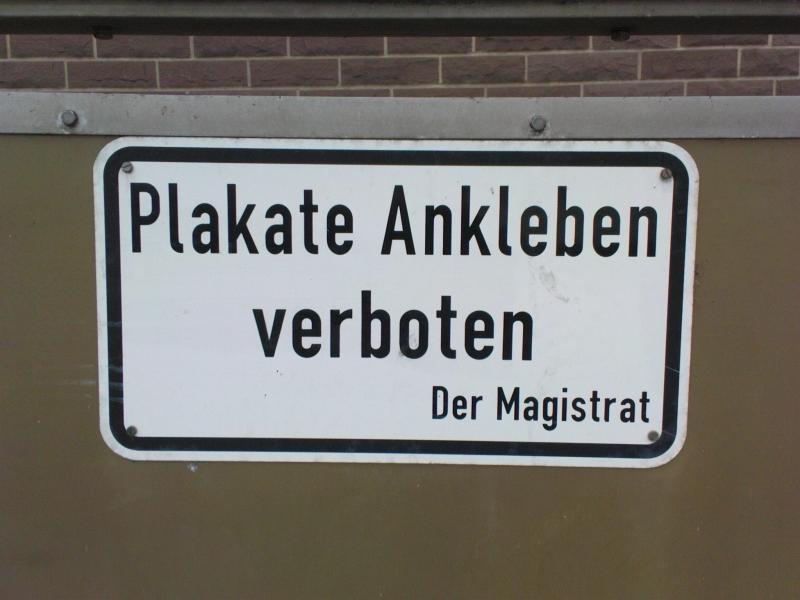 Plakate Ankleben
verboten
Der Magistrat